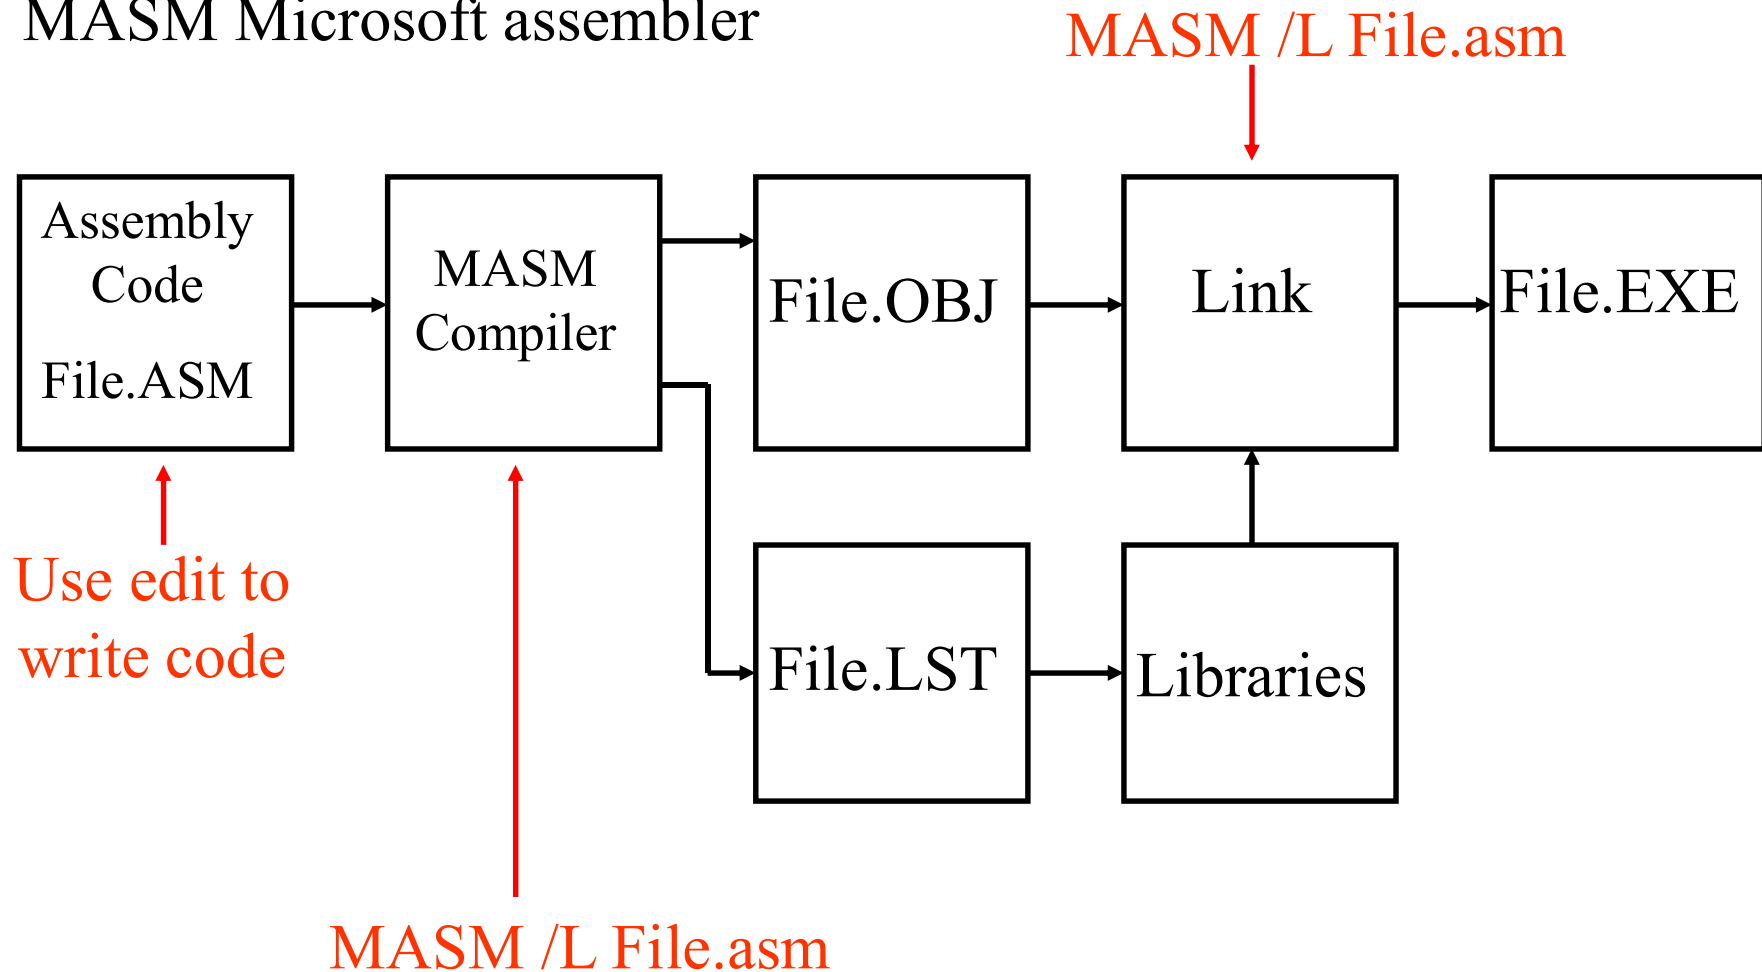 MASM Microsoft assembler
MASM /L File.asm
Assembly
Code
File.ASM
MASM
Compiler
File.OBJ
Link
File.EXE
Use edit to
write code
File.LST
Libraries
MASM /L File.asm